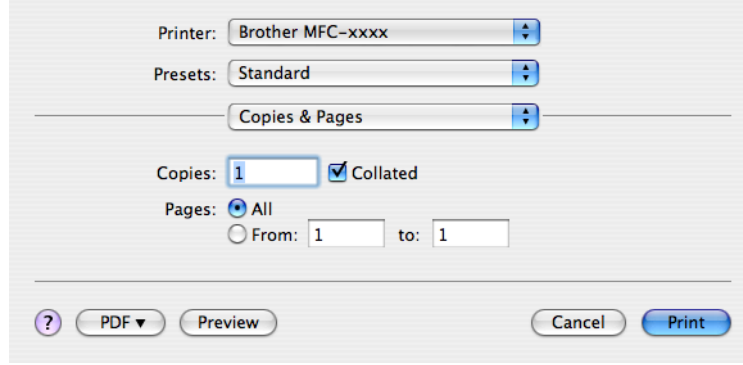 Printer: Brother MFC-xxxx
Presets: Standard
Copies & Pages
Copies: 1 Collated
Pages: All
From: 1 to: 1
? PDF▼ Preview Cancel Print